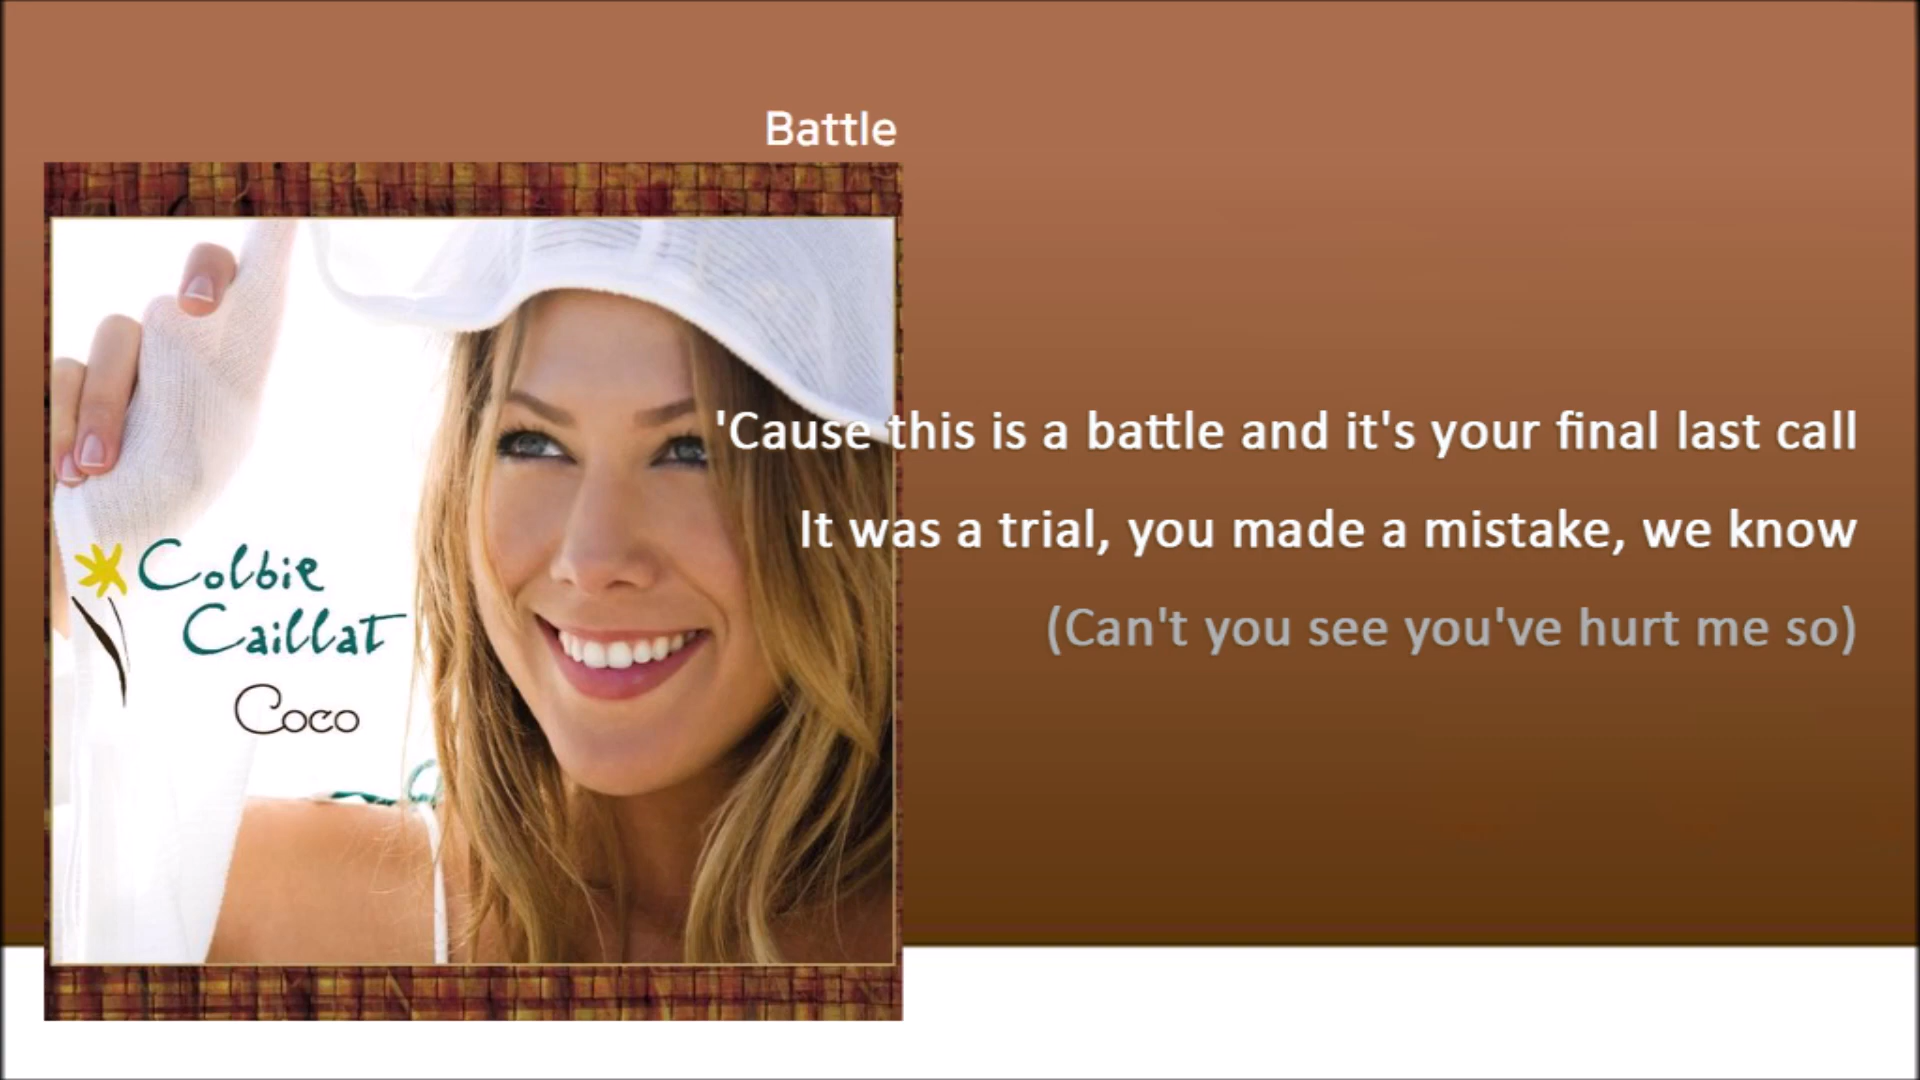 Battle
Colbie
Caillat
Coco
'Cause this is a battle and it's your final last call
It was a trial, you made a mistake, we know
(Can't you see you've hurt me so)